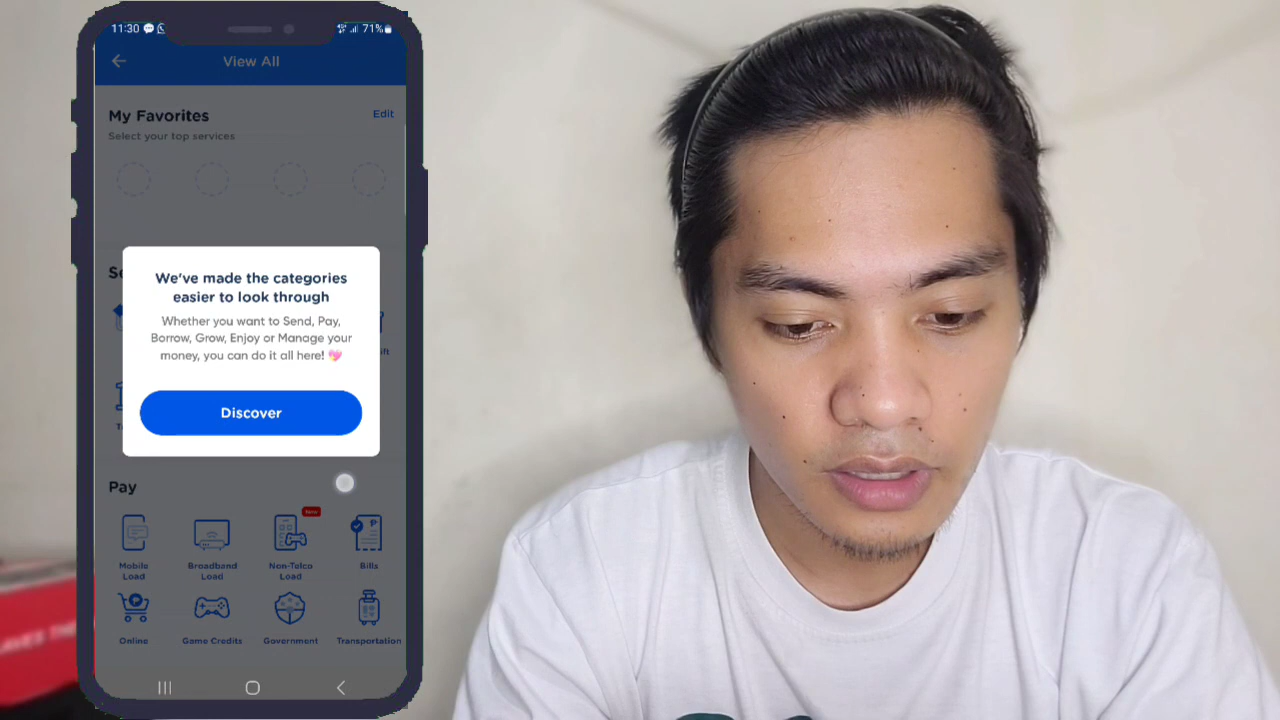 11:30
71%
View All
My Favorites
Edit
Select your top services
We've made the categories
easier to look through
Whether you want to Send, Pay,
Borrow, Grow, Enjoy or Manage your
money, you can do it all here! 💖
Discover
Pay
New
Mobile
Load
Broadband
Load
Non-Telco
Load
Bills
Online
Game Credits
Government
Transportation